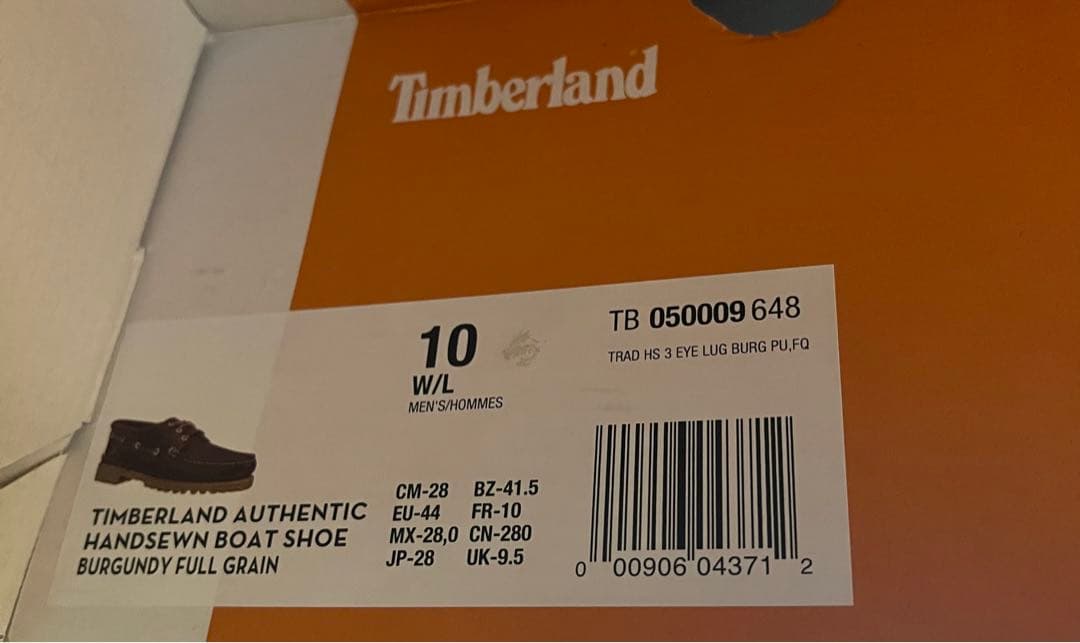 Timberland
TB 050009 648
TRAD HS 3 EYE LUG BURG PU,FQ
10
W/L
MEN'S/HOMMES
CM-28 BZ-41.5
EU-44 FR-10
MX-28,0 CN-280
JP-28 UK-9.5
TIMBERLAND AUTHENTIC
HANDSEWN BOAT SHOE
BURGUNDY FULL GRAIN
0 00906 04371 2